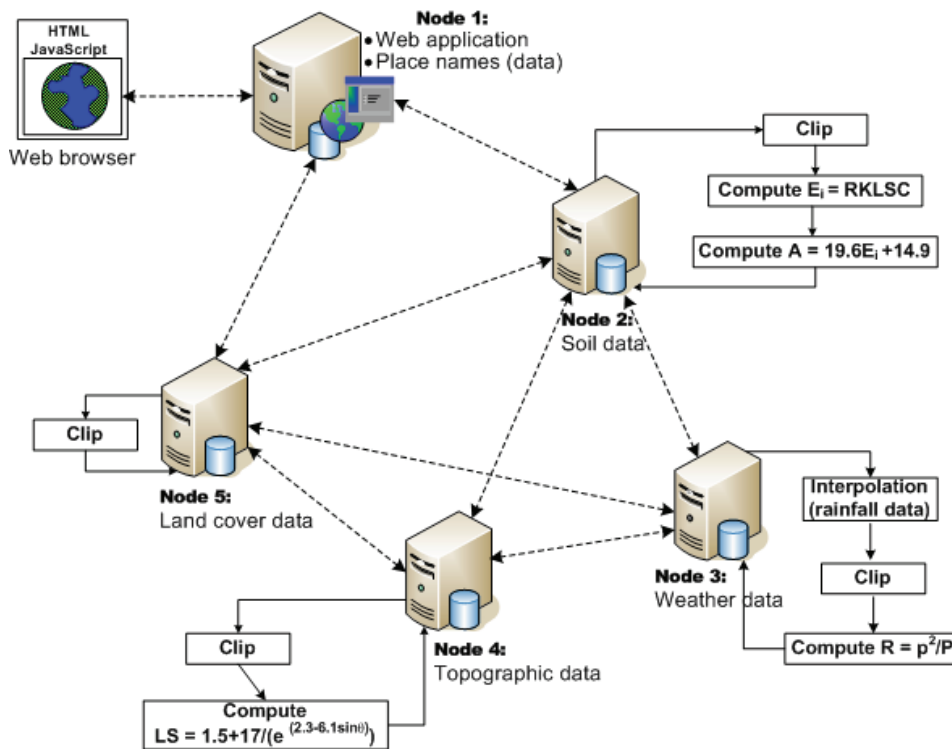 HTML
JavaScript
Web browser
Node 1:
•Web application
•Place names (data)
Clip
Compute Eᵢ = RKLSC
Compute A = 19.6Eᵢ +14.9
Node 2:
Soil data
Clip
Node 5:
Land cover data
Interpolation
(rainfall data)
Clip
Compute R = p²/P
Node 3:
Weather data
Clip
Node 4:
Topographic data
Compute
LS = 1.5+17/(e ^(2.3-6.1sinθ))